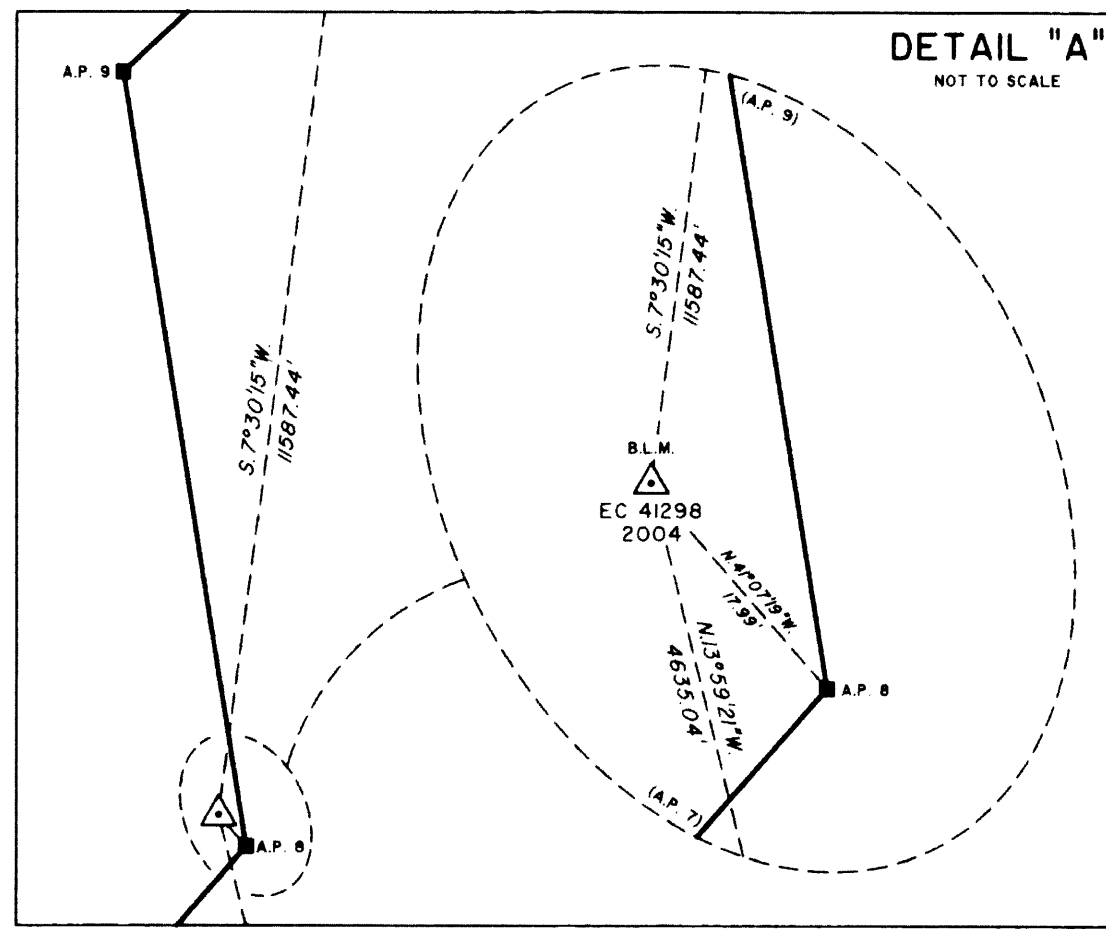 DETAIL "A"
NOT TO SCALE
A.P. 9
(A.P. 9)
S. 7°30'15"W.
11587.44'
S. 7°30'15"W.
11587.44'
B.L.M.
EC 41298
2004
N.41°07'19"W.
17.99'
N.13°59'21"W.
4635.04'
A.P. 8
(A.P. 7)
A.P. 8